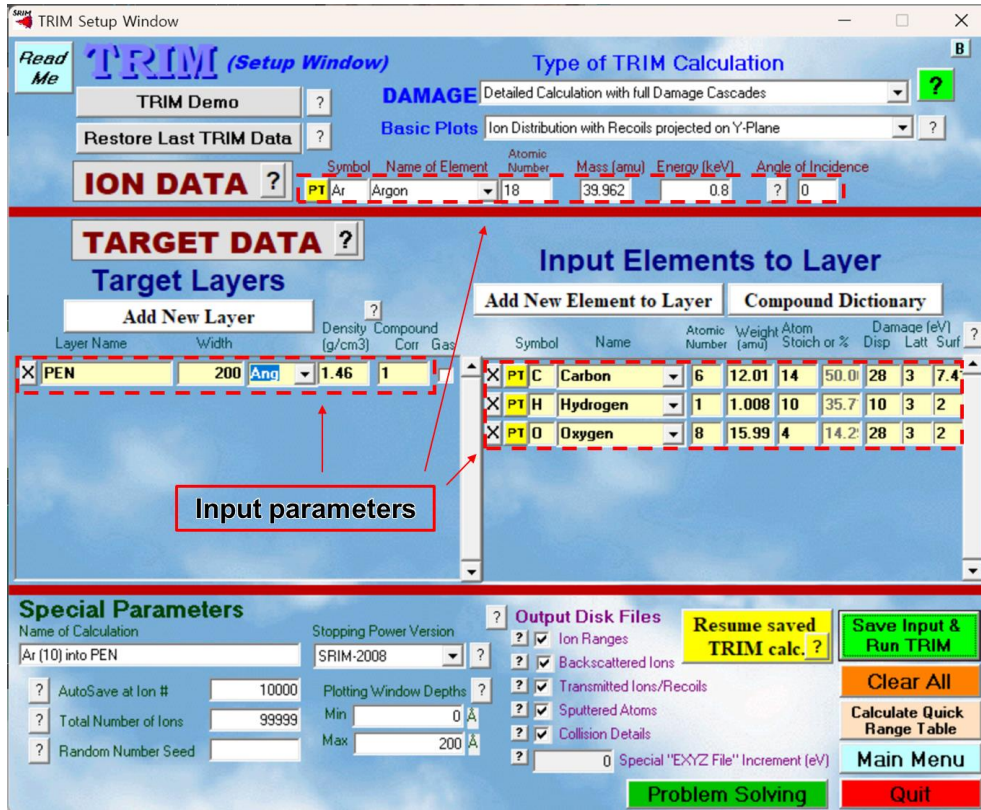 SRIM TRIM Setup Window
Read Me
TRIM (Setup Window)
B
Type of TRIM Calculation
TRIM Demo ?
DAMAGE Detailed Calculation with full Damage Cascades ?
Restore Last TRIM Data ?
Basic Plots Ion Distribution with Recoils projected on Y-Plane ?
Symbol Name of Element Atomic Number Mass (amu) Energy (keV) Angle of Incidence
ION DATA ? PT Ar Argon 18 39.962 0.8 ? 0
TARGET DATA ?
Target Layers
Input Elements to Layer
Add New Layer ?
Add New Element to Layer Compound Dictionary
Layer Name Width Density (g/cm3) Compound Corr Gas
Symbol Name Atomic Number Weight (amu) Atom Stoich or % Damage (eV) Disp Latt Surf ?
X PEN 200 Ang 1.46 1
X PT C Carbon 6 12.01 14 50.0 28 3 7.4
X PT H Hydrogen 1 1.008 10 35.7 10 3 2
X PT O Oxygen 8 15.99 4 14.2 28 3 2
Input parameters
Special Parameters
Name of Calculation
Ar (10) into PEN
Stopping Power Version
SRIM-2008 ?
? AutoSave at Ion # 10000
? Total Number of Ions 99999
? Random Number Seed
Plotting Window Depths ?
Min 0 Å
Max 200 Å
? Output Disk Files
? Ion Ranges
? Backscattered Ions
? Transmitted Ions/Recoils
? Sputtered Atoms
? Collision Details
? 0 Special "EXYZ File" Increment (eV)
Resume saved
TRIM calc. ?
Save Input &
Run TRIM
Clear All
Calculate Quick
Range Table
Main Menu
Problem Solving
Quit